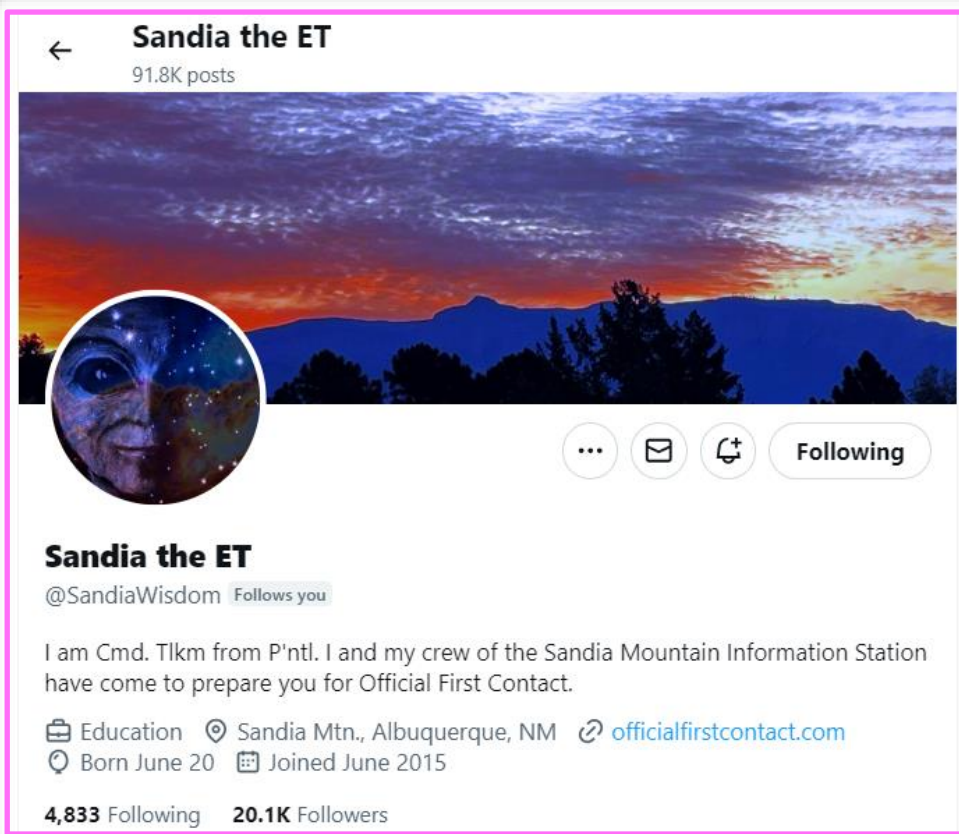 Sandia the ET
91.8K posts
Following
Sandia the ET
@SandiaWisdom Follows you
I am Cmd. Tlkm from P'ntl. I and my crew of the Sandia Mountain Information Station
have come to prepare you for Official First Contact.
Education Sandia Mtn., Albuquerque, NM officialfirstcontact.com
Born June 20 Joined June 2015
4,833 Following 20.1K Followers